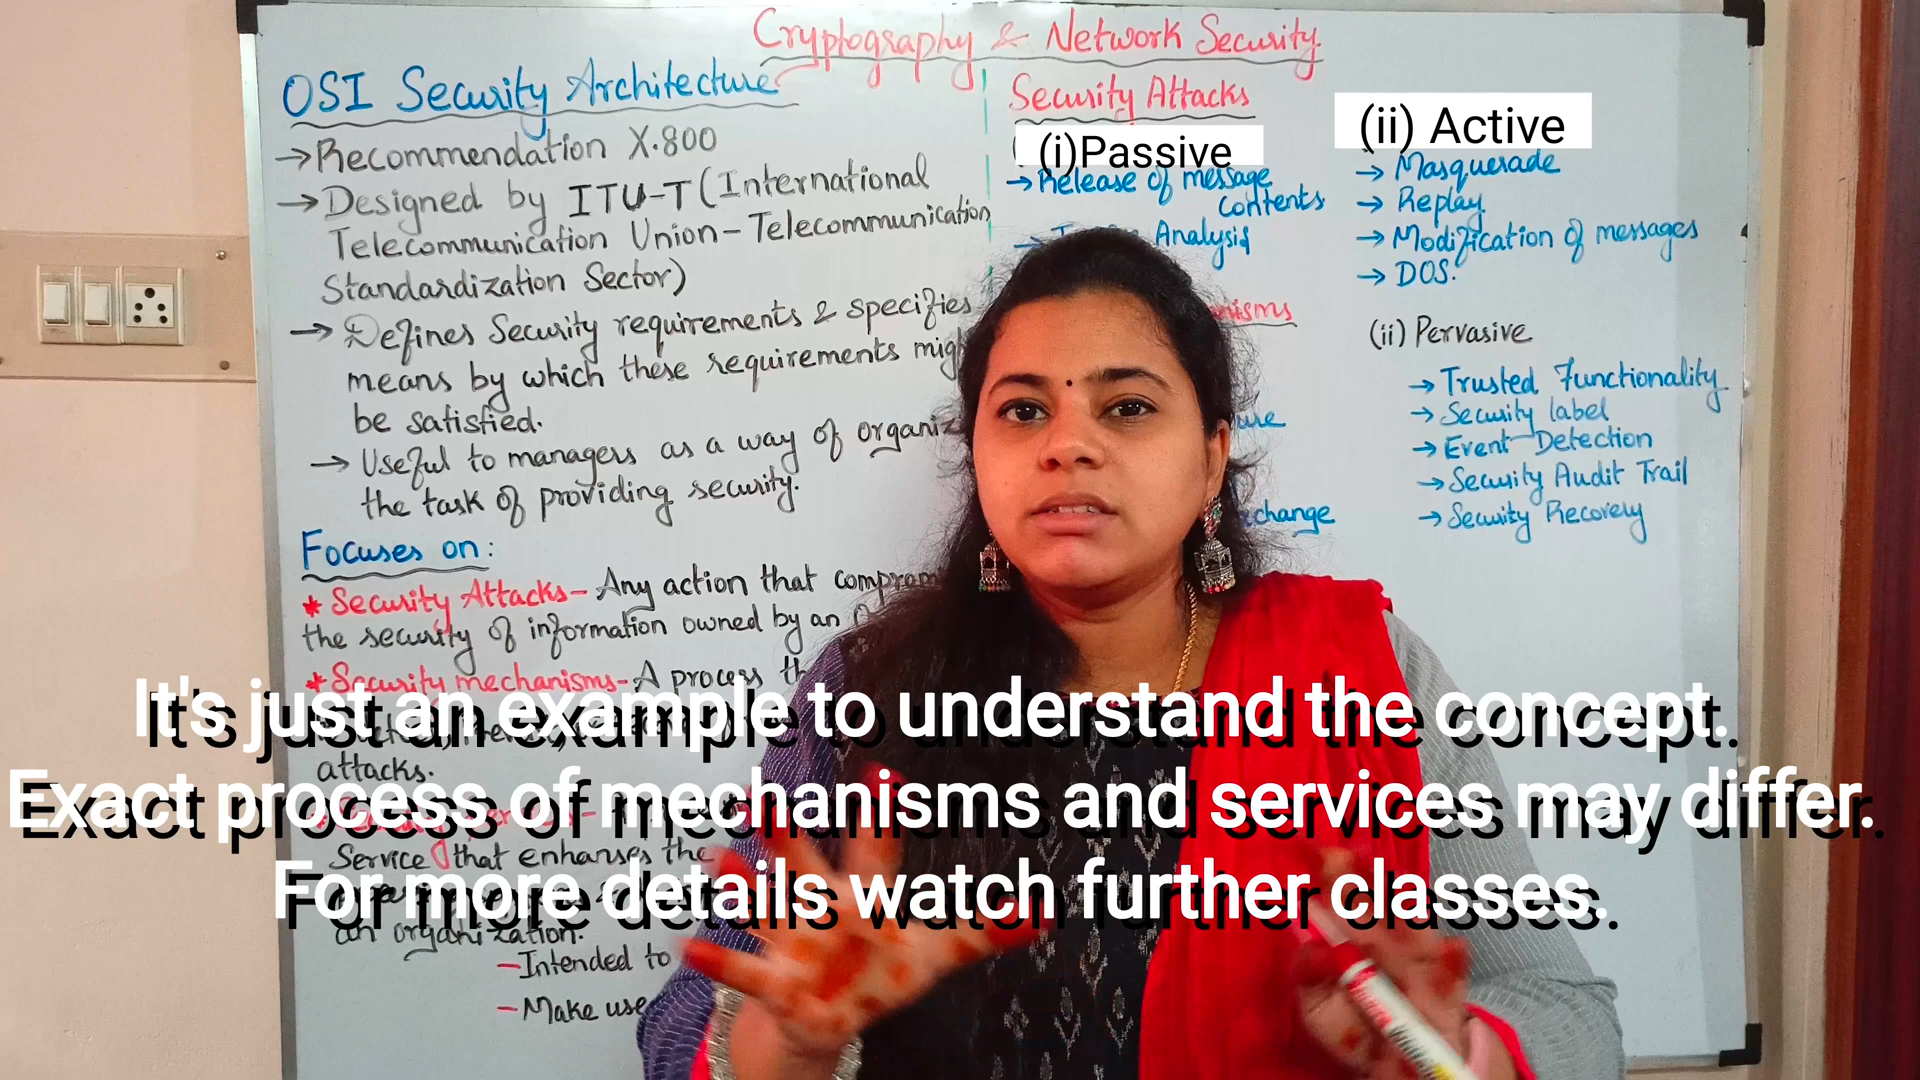 Cryptography & Network Security
OSI Security Architecture
→ Recommendation X.800
→ Designed by ITU-T (International
Telecommunication Union - Telecommunication
Standardization Sector)
→ Defines Security requirements & specifies
means by which these requirements
be satisfied.
→ Useful to managers as a way of
the task of providing security.
Focuses on:
* Security Attacks - Any action that
the security of information owned by an
* Security mechanisms - A process
attacks.
Service that enhanses the
an organization.
- Intended to
- Make use
Security Attacks
(i)Passive
→ Release of message
contents
→ Analysis
(ii) Active
→ Masquerade
→ Replay
→ Modification of messages
→ DOS.
(ii) Pervasive
→ Trusted Functionality
→ Security label
→ Event Detection
→ Security Audit Trail
→ Security Recovery
It's just an example to understand the concept.
Exact process of mechanisms and services may differ.
For more details watch further classes.